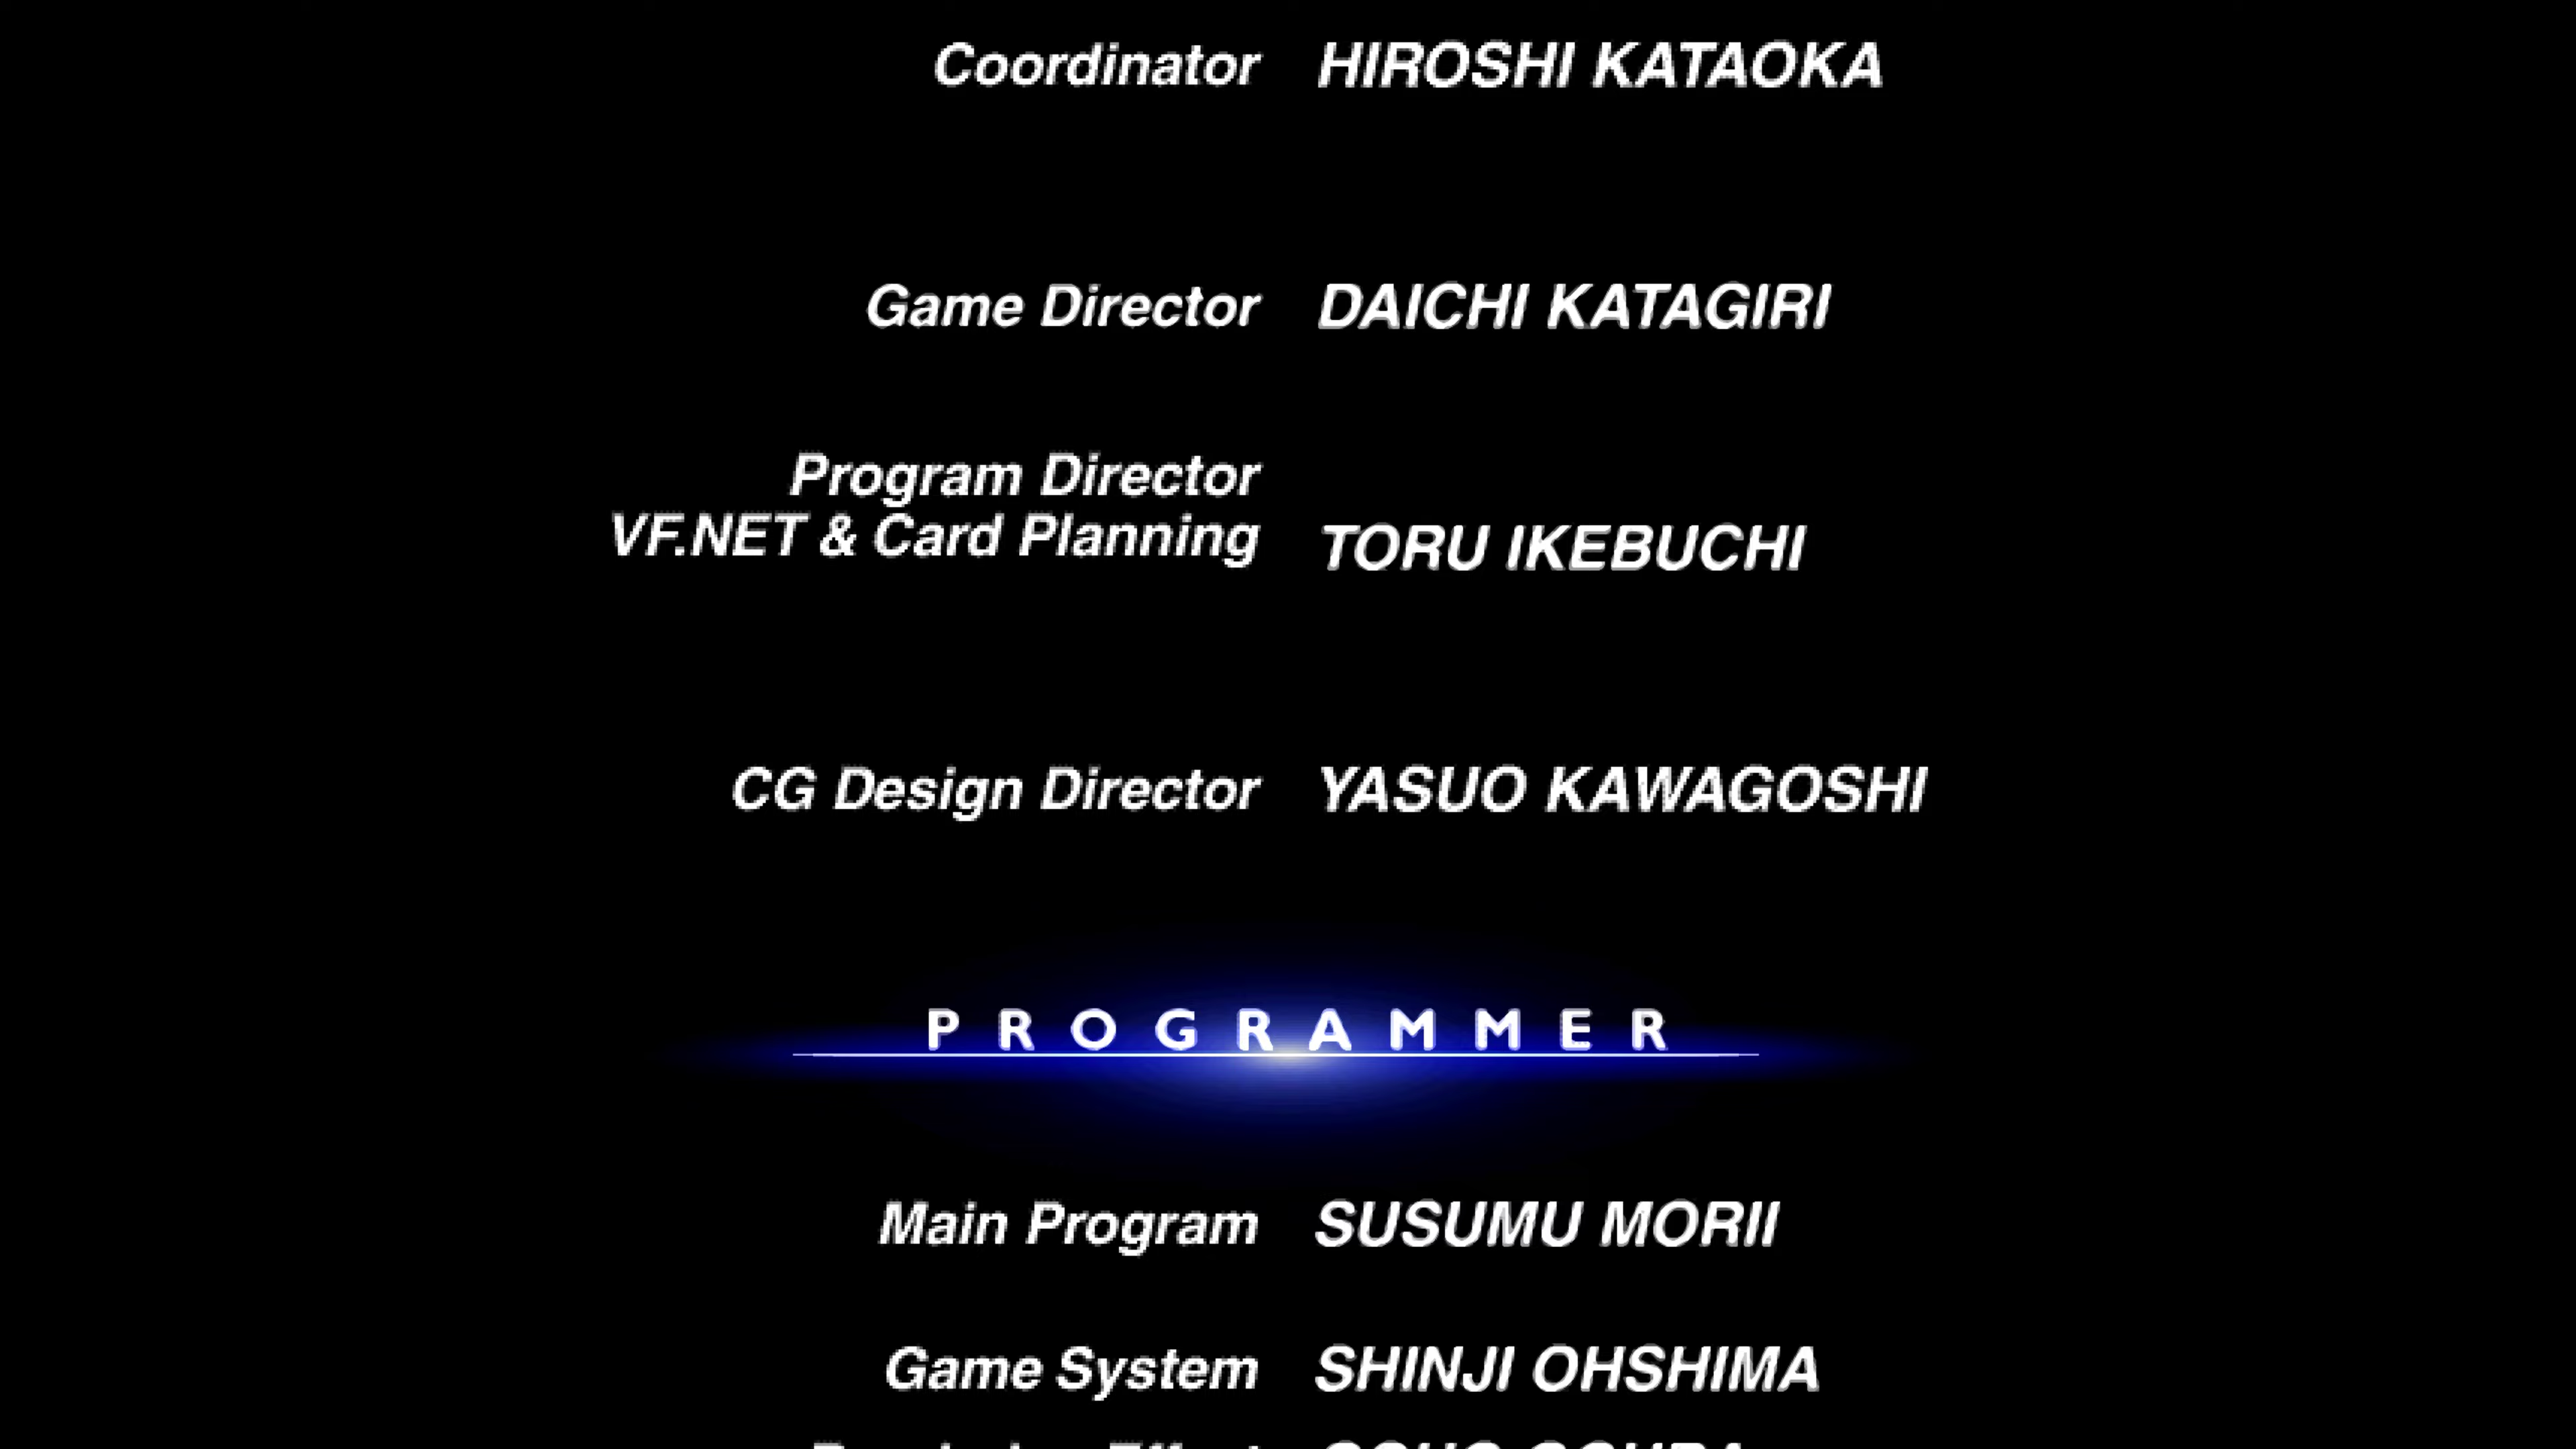 Coordinator HIROSHI KATAOKA
Game Director DAICHI KATAGIRI
Program Director
VF.NET & Card Planning TORU IKEBUCHI
CG Design Director YASUO KAWAGOSHI
PROGRAMMER
Main Program SUSUMU MORII
Game System SHINJI OHSHIMA